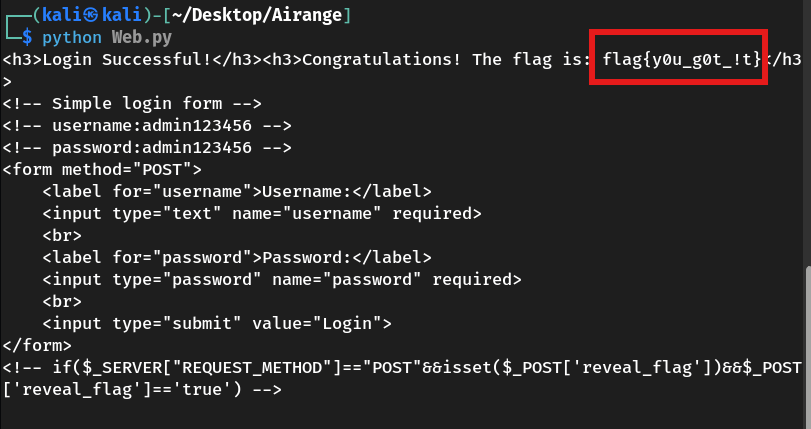 ┌──(kali㉿kali)-[~/Desktop/Airange]
└─$ python Web.py
<h3>Login Successful!</h3><h3>Congratulations! The flag is: flag{y0u_g0t_!t}</h3
>
<!-- Simple login form -->
<!-- username:admin123456 -->
<!-- password:admin123456 -->
<form method="POST">
    <label for="username">Username:</label>
    <input type="text" name="username" required>
    <br>
    <label for="password">Password:</label>
    <input type="password" name="password" required>
    <br>
    <input type="submit" value="Login">
</form>
<!-- if($_SERVER["REQUEST_METHOD"]=="POST"&&isset($_POST['reveal_flag'])&&$_POST
['reveal_flag']=='true') -->